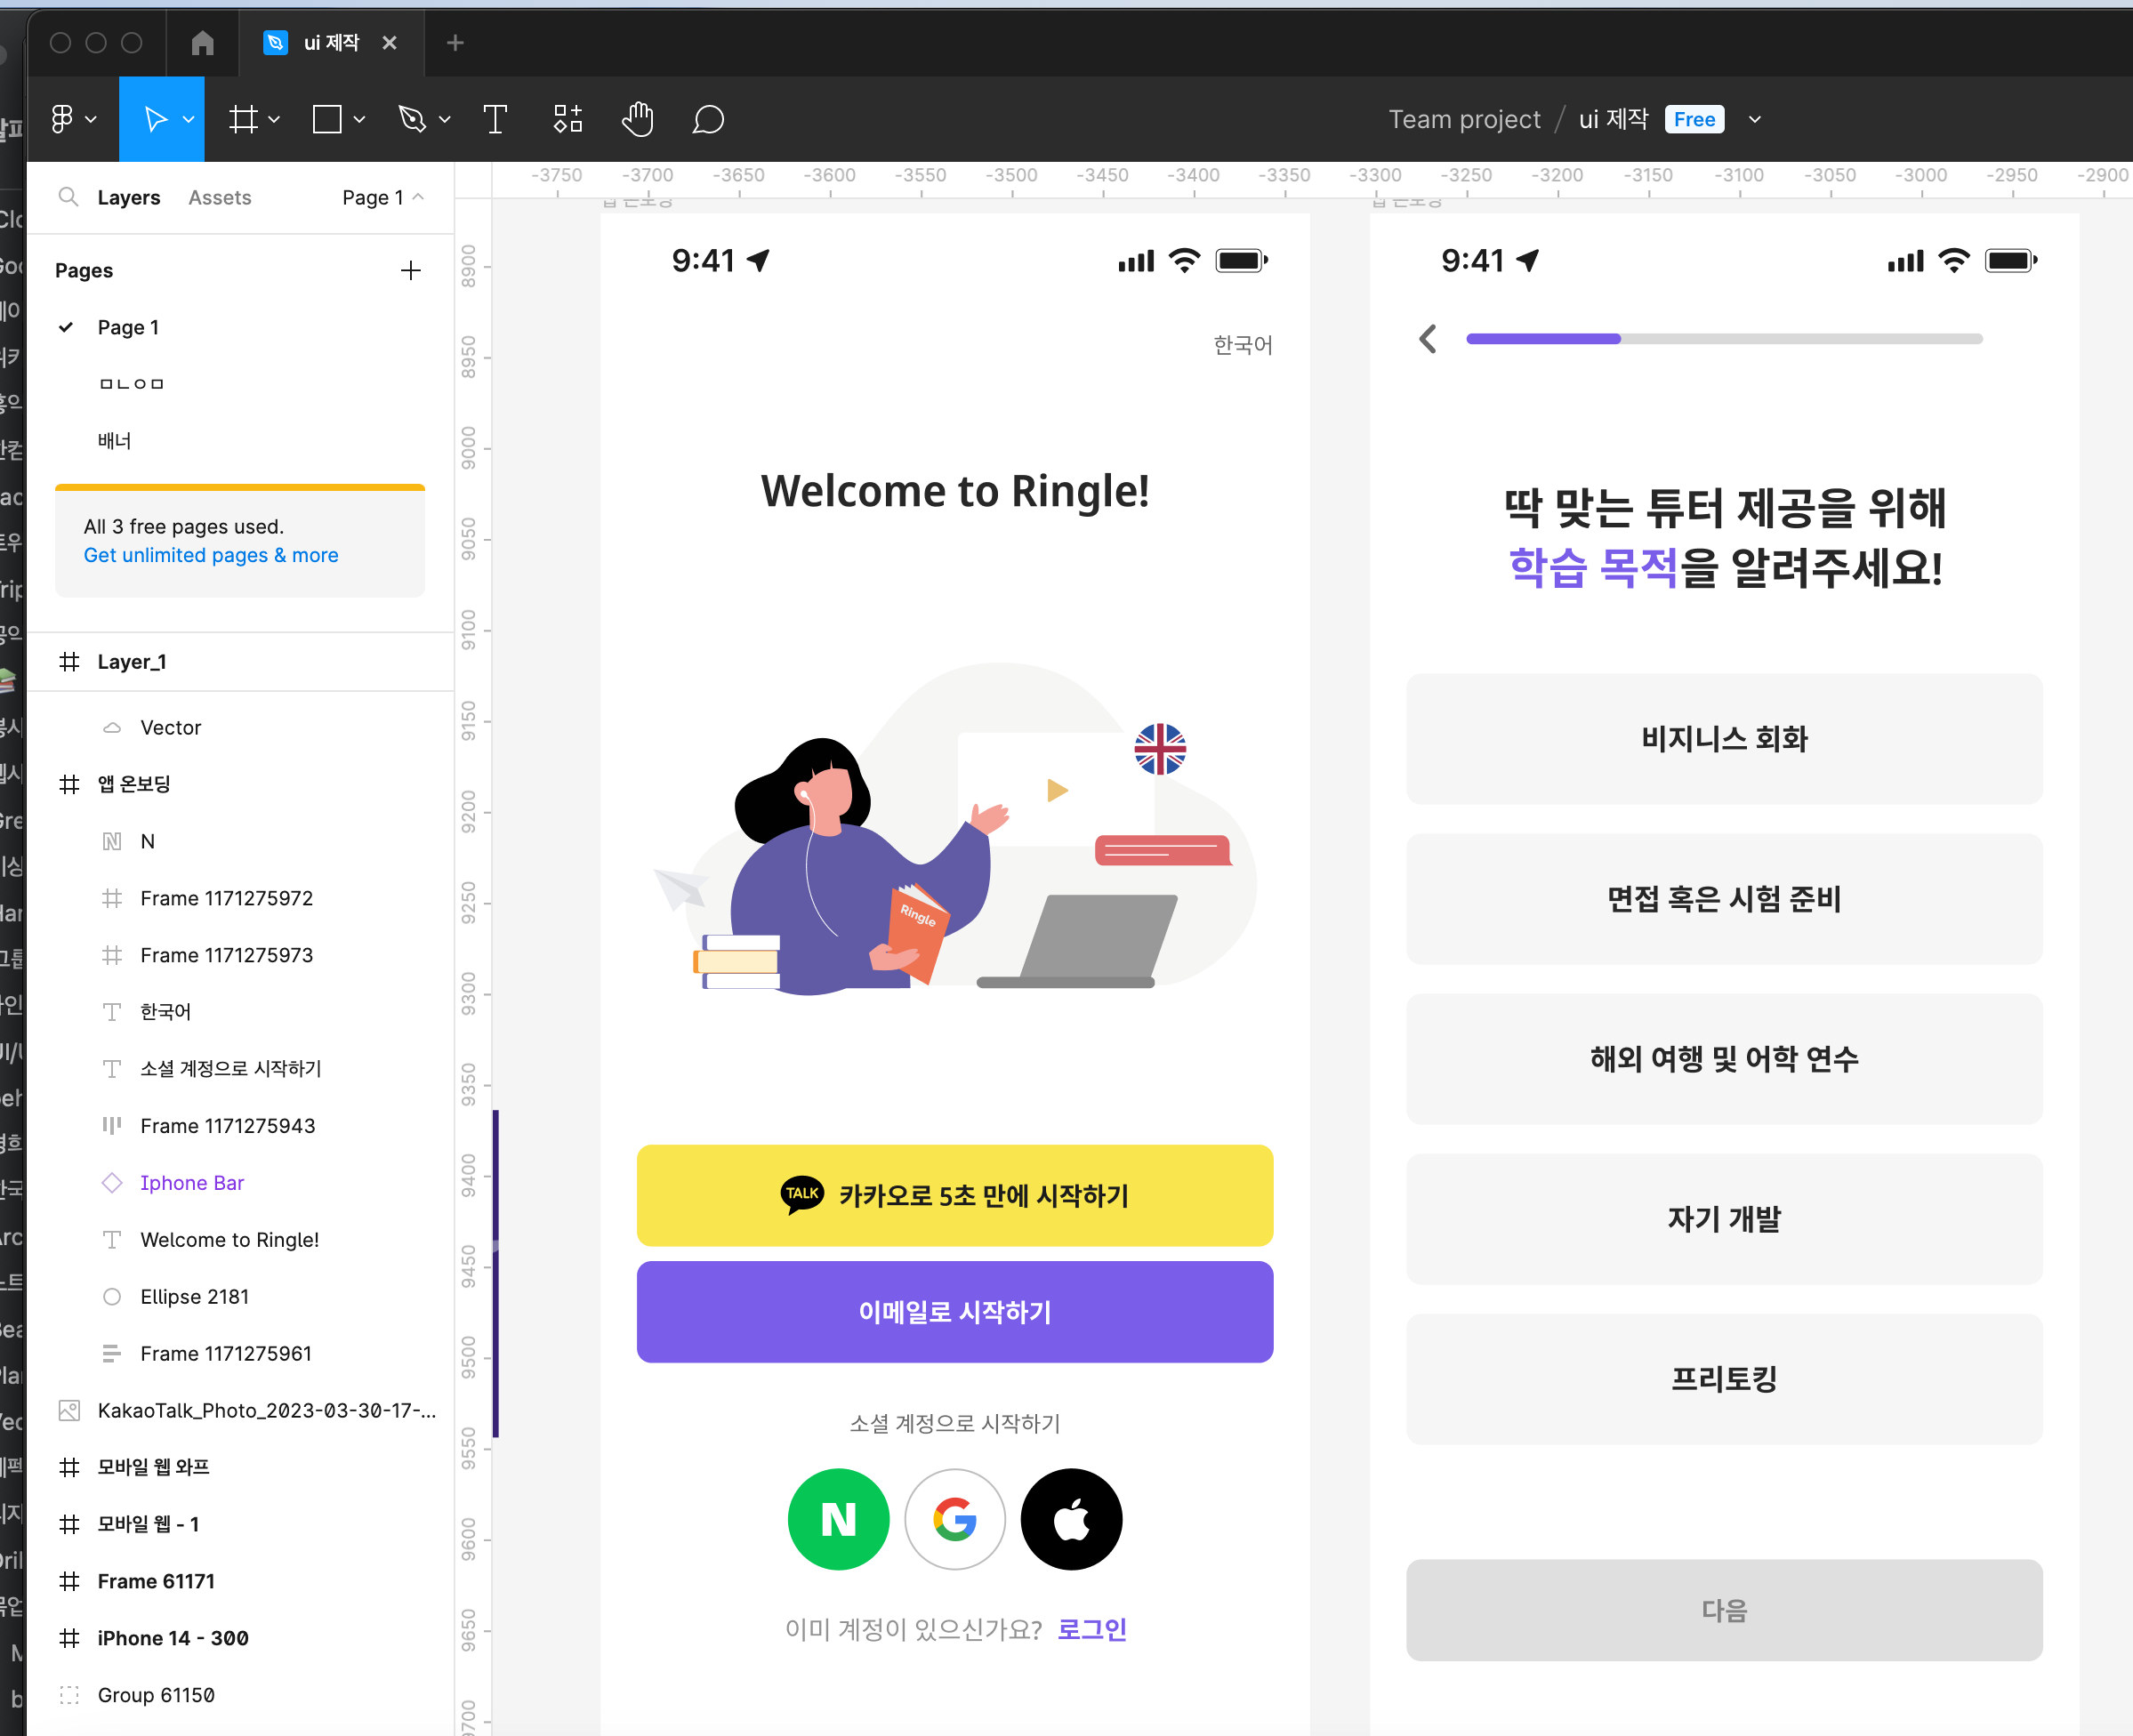 ui 제작
Team project / ui 제작 Free
Layers Assets Page 1
Pages
Page 1
ㅁㄴㅇㅁ
배너
All 3 free pages used.
Get unlimited pages & more
Layer_1
Vector
앱 온보딩
N
Frame 1171275972
Frame 1171275973
한국어
소셜 계정으로 시작하기
Frame 1171275943
Iphone Bar
Welcome to Ringle!
Ellipse 2181
Frame 1171275961
KakaoTalk_Photo_2023-03-30-17-...
모바일 웹 와프
모바일 웹 - 1
Frame 61171
iPhone 14 - 300
Group 61150
-3750 -3700 -3650 -3600 -3550 -3500 -3450 -3400 -3350 -3300 -3250 -3200 -3150 -3100 -3050 -3000 -2950 -2900
8900
8950
9000
9050
9100
9150
9200
9250
9300
9350
9400
9450
9500
9550
9600
9650
9700
9:41
한국어
Welcome to Ringle!
Ringle
TALK 카카오로 5초 만에 시작하기
이메일로 시작하기
소셜 계정으로 시작하기
N G
이미 계정이 있으신가요? 로그인
9:41
딱 맞는 튜터 제공을 위해
학습 목적을 알려주세요!
비지니스 회화
면접 혹은 시험 준비
해외 여행 및 어학 연수
자기 개발
프리토킹
다음